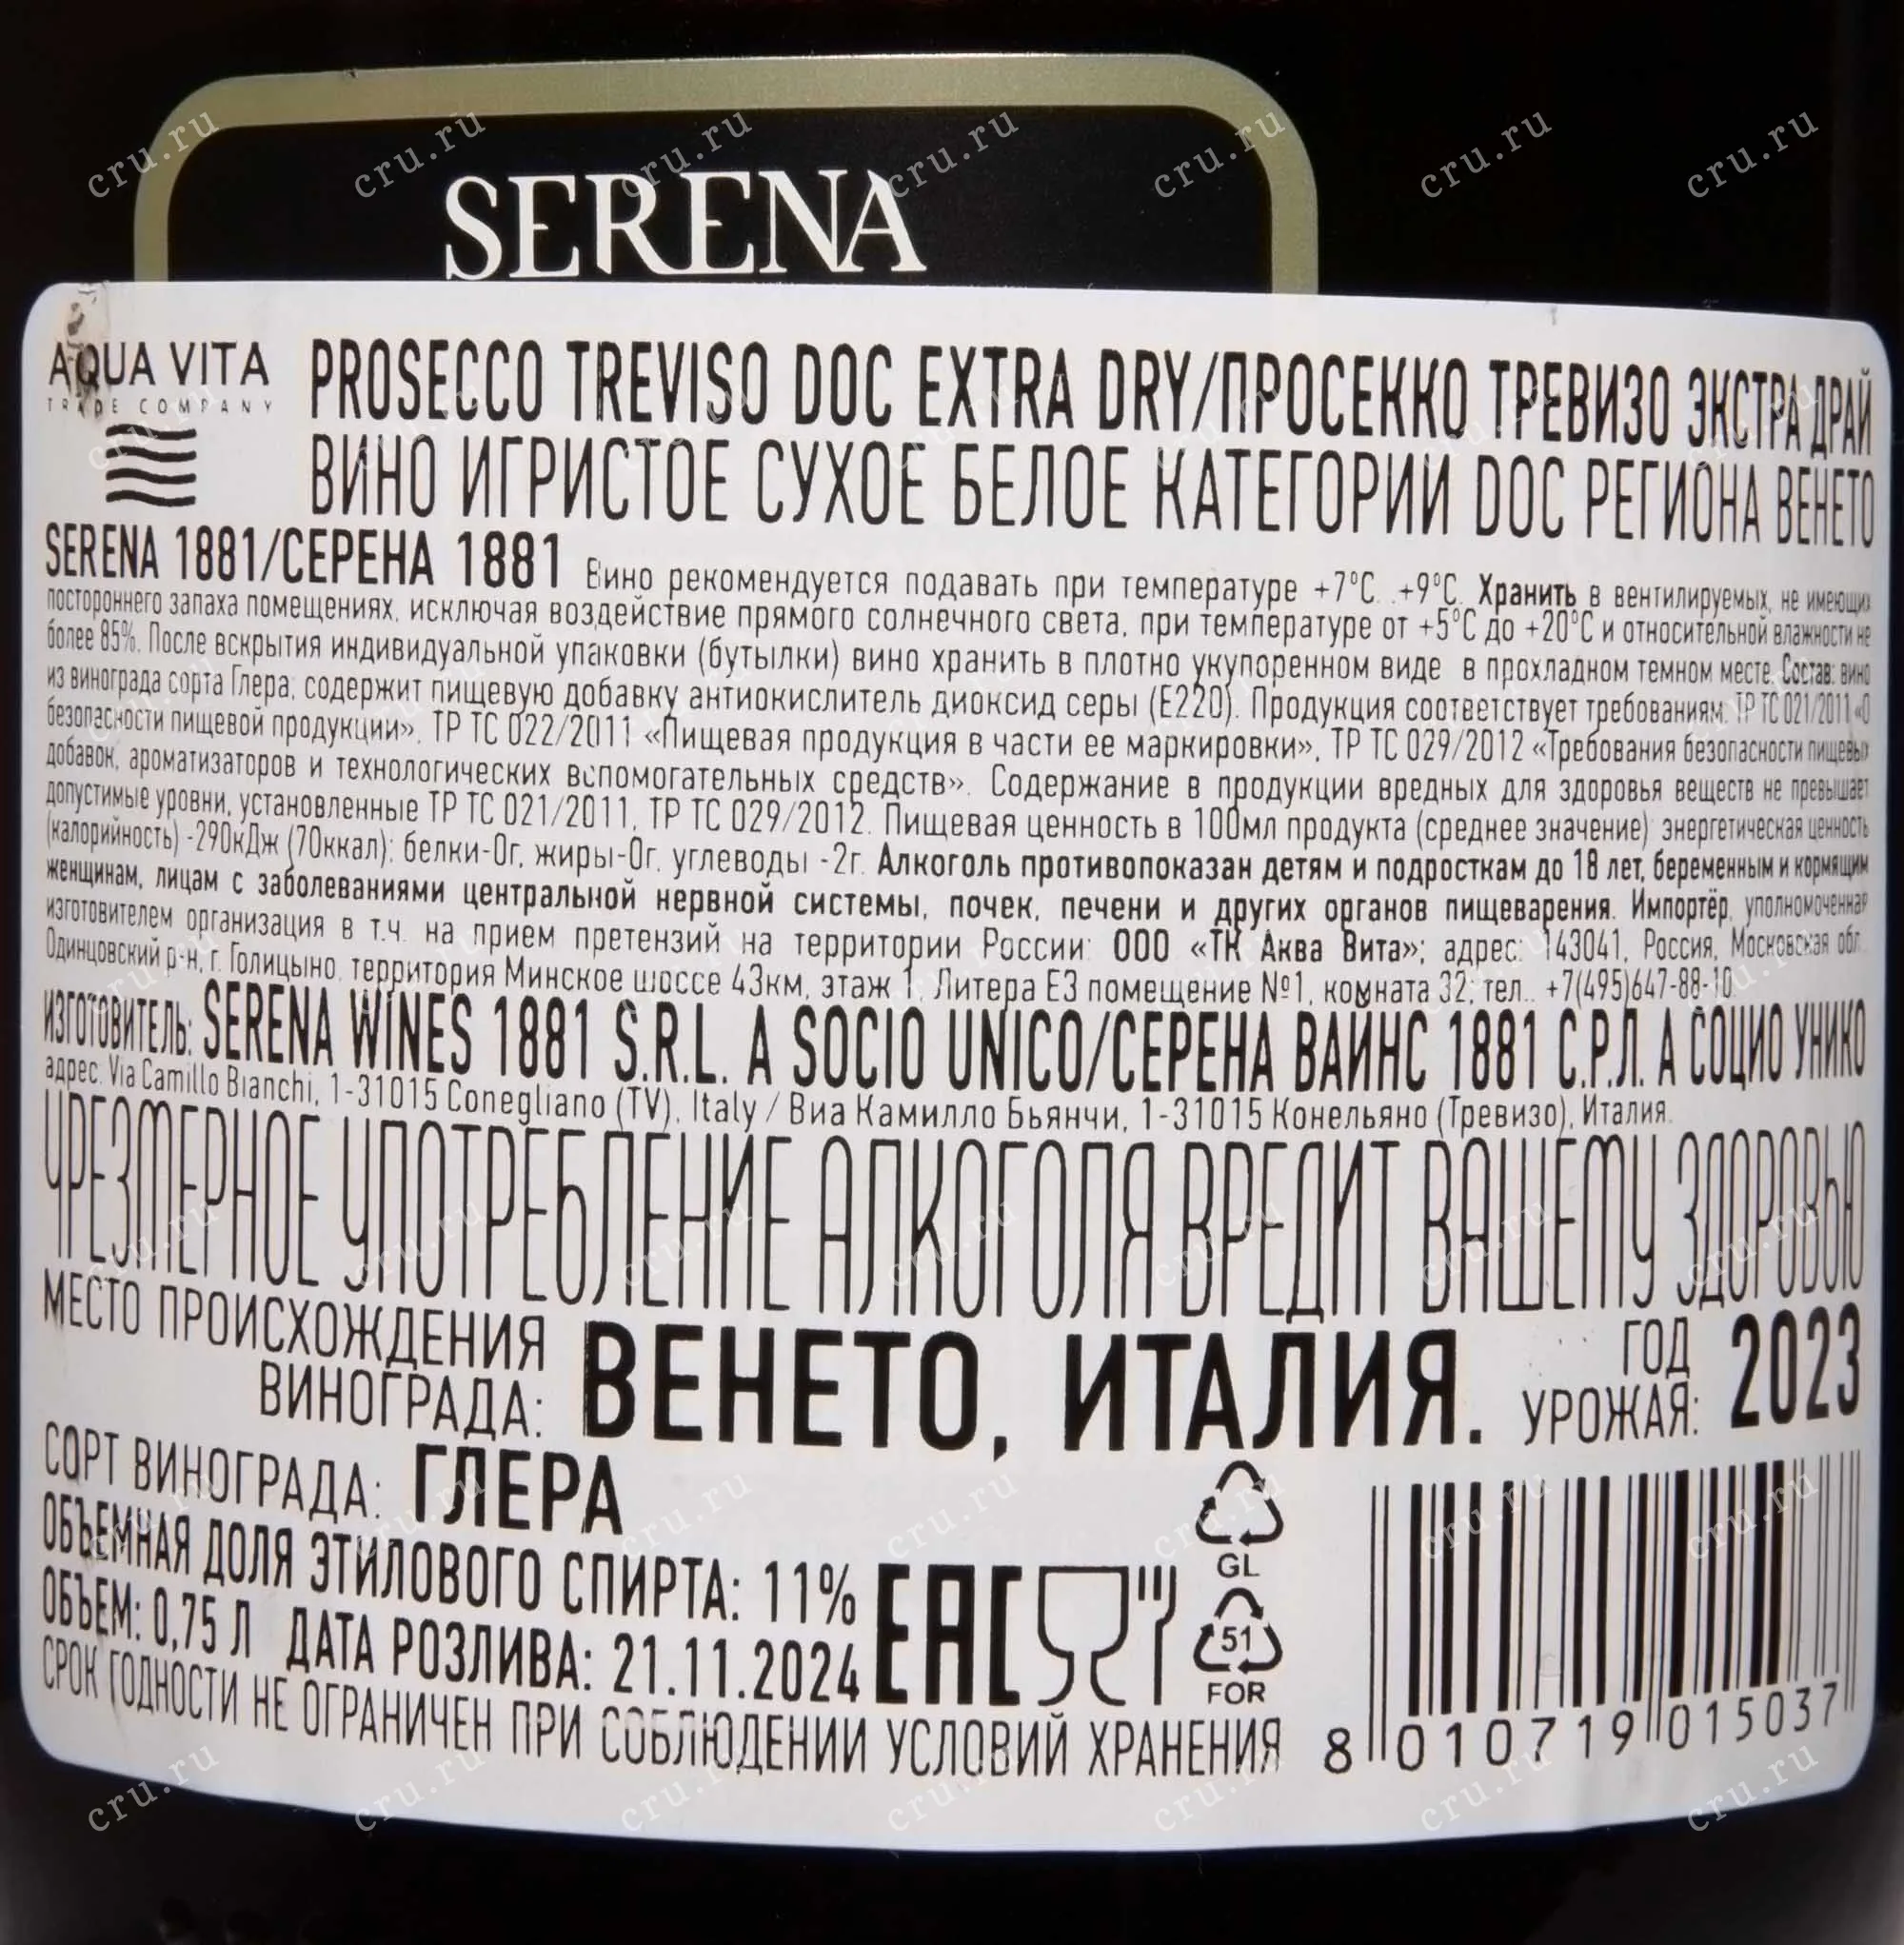 SERENA
AQUA VITA
TRADE COMPANY
PROSECCO TREVISO DOC EXTRA DRY/ПРОСЕККО ТРЕВИЗО ЭКСТРА ДРАЙ
ВИНО ИГРИСТОЕ СУХОЕ БЕЛОЕ КАТЕГОРИИ DOC РЕГИОНА ВЕНЕТО
SERENA 1881/СЕРЕНА 1881 Вино рекомендуется подавать при температуре +7°С...+9°С. Хранить в вентилируемых, не имеющих
постороннего запаха помещениях, исключая воздействие прямого солнечного света, при температуре от +5°С до +20°С и относительной влажности не
более 85%. После вскрытия индивидуальной упаковки (бутылки) вино хранить в плотно укупоренном виде в прохладном темном месте. Состав: вино
из винограда сорта Глера; содержит пищевую добавку антиокислитель диоксид серы (Е220). Продукция соответствует требованиям: ТР ТС 021/2011 «О
безопасности пищевой продукции», ТР ТС 022/2011 «Пищевая продукция в части ее маркировки», ТР ТС 029/2012 «Требования безопасности пищевых
добавок, ароматизаторов и технологических вспомогательных средств». Содержание в продукции вредных для здоровья веществ не превышает
допустимые уровни, установленные ТР ТС 021/2011, ТР ТС 029/2012. Пищевая ценность в 100мл продукта (среднее значение): энергетическая ценность
(калорийность) -290кДж (70ккал); белки-0г, жиры-0г, углеводы -2г. Алкоголь противопоказан детям и подросткам до 18 лет, беременным и кормящим
женщинам, лицам с заболеваниями центральной нервной системы, почек, печени и других органов пищеварения. Импортёр, уполномоченная
изготовителем организация в т.ч. на прием претензий на территории России: ООО «ТК Аква Вита»; адрес: 143041, Россия, Московская обл.
Одинцовский р-н, г. Голицыно, территория Минское шоссе 43км, этаж 1, Литера Е3 помещение №1, комната 32; тел.: +7(495)647-88-10
ИЗГОТОВИТЕЛЬ: SERENA WINES 1881 S.R.L. A SOCIO UNICO/СЕРЕНА ВАЙНС 1881 С.Р.Л. А СОЦИО УНИКО
адрес: Via Camillo Bianchi, 1-31015 Conegliano (TV), Italy / Виа Камилло Бьянчи, 1-31015 Конельяно (Тревизо), Италия.
ЧРЕЗМЕРНОЕ УПОТРЕБЛЕНИЕ АЛКОГОЛЯ ВРЕДИТ ВАШЕМУ ЗДОРОВЬЮ
МЕСТО ПРОИСХОЖДЕНИЯ
ВИНОГРАДА: ВЕНЕТО, ИТАЛИЯ.
ГОД
УРОЖАЯ: 2023
СОРТ ВИНОГРАДА: ГЛЕРА
ОБЪЕМНАЯ ДОЛЯ ЭТИЛОВОГО СПИРТА: 11%
ОБЪЕМ: 0,75 Л ДАТА РОЗЛИВА: 21.11.2024
СРОК ГОДНОСТИ НЕ ОГРАНИЧЕН ПРИ СОБЛЮДЕНИИ УСЛОВИЙ ХРАНЕНИЯ
EAC
GL
51
FOR
8 010719 015037
cru.ru